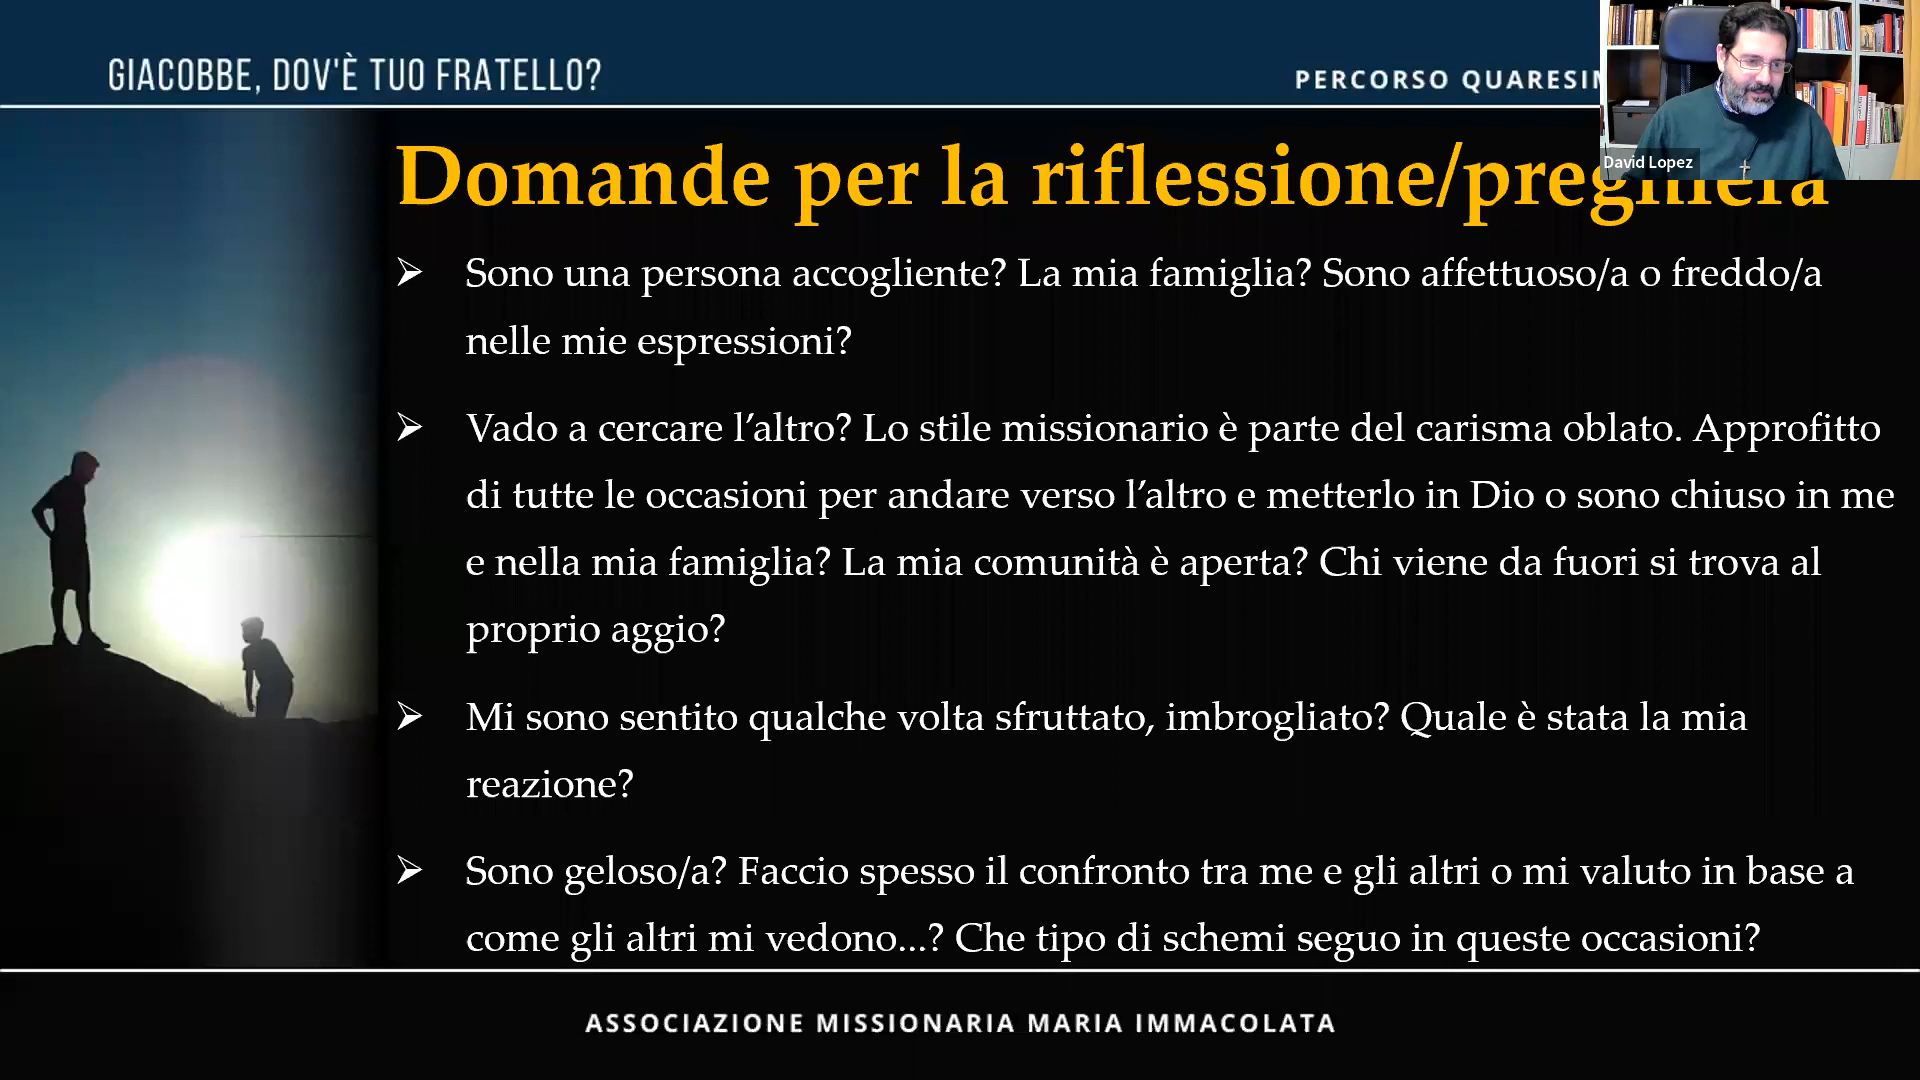 GIACOBBE, DOV'È TUO FRATELLO?
PERCORSO
David Lopez
Domande per la riflessione/preghiera
➢ Sono una persona accogliente? La mia famiglia? Sono affettuoso/a o freddo/a
nelle mie espressioni?
➢ Vado a cercare l’altro? Lo stile missionario è parte del carisma oblato. Approfitto
di tutte le occasioni per andare verso l’altro e metterlo in Dio o sono chiuso in me
e nella mia famiglia? La mia comunità è aperta? Chi viene da fuori si trova al
proprio aggio?
➢ Mi sono sentito qualche volta sfruttato, imbrogliato? Quale è stata la mia
reazione?
➢ Sono geloso/a? Faccio spesso il confronto tra me e gli altri o mi valuto in base a
come gli altri mi vedono...? Che tipo di schemi seguo in queste occasioni?
ASSOCIAZIONE MISSIONARIA MARIA IMMACOLATA